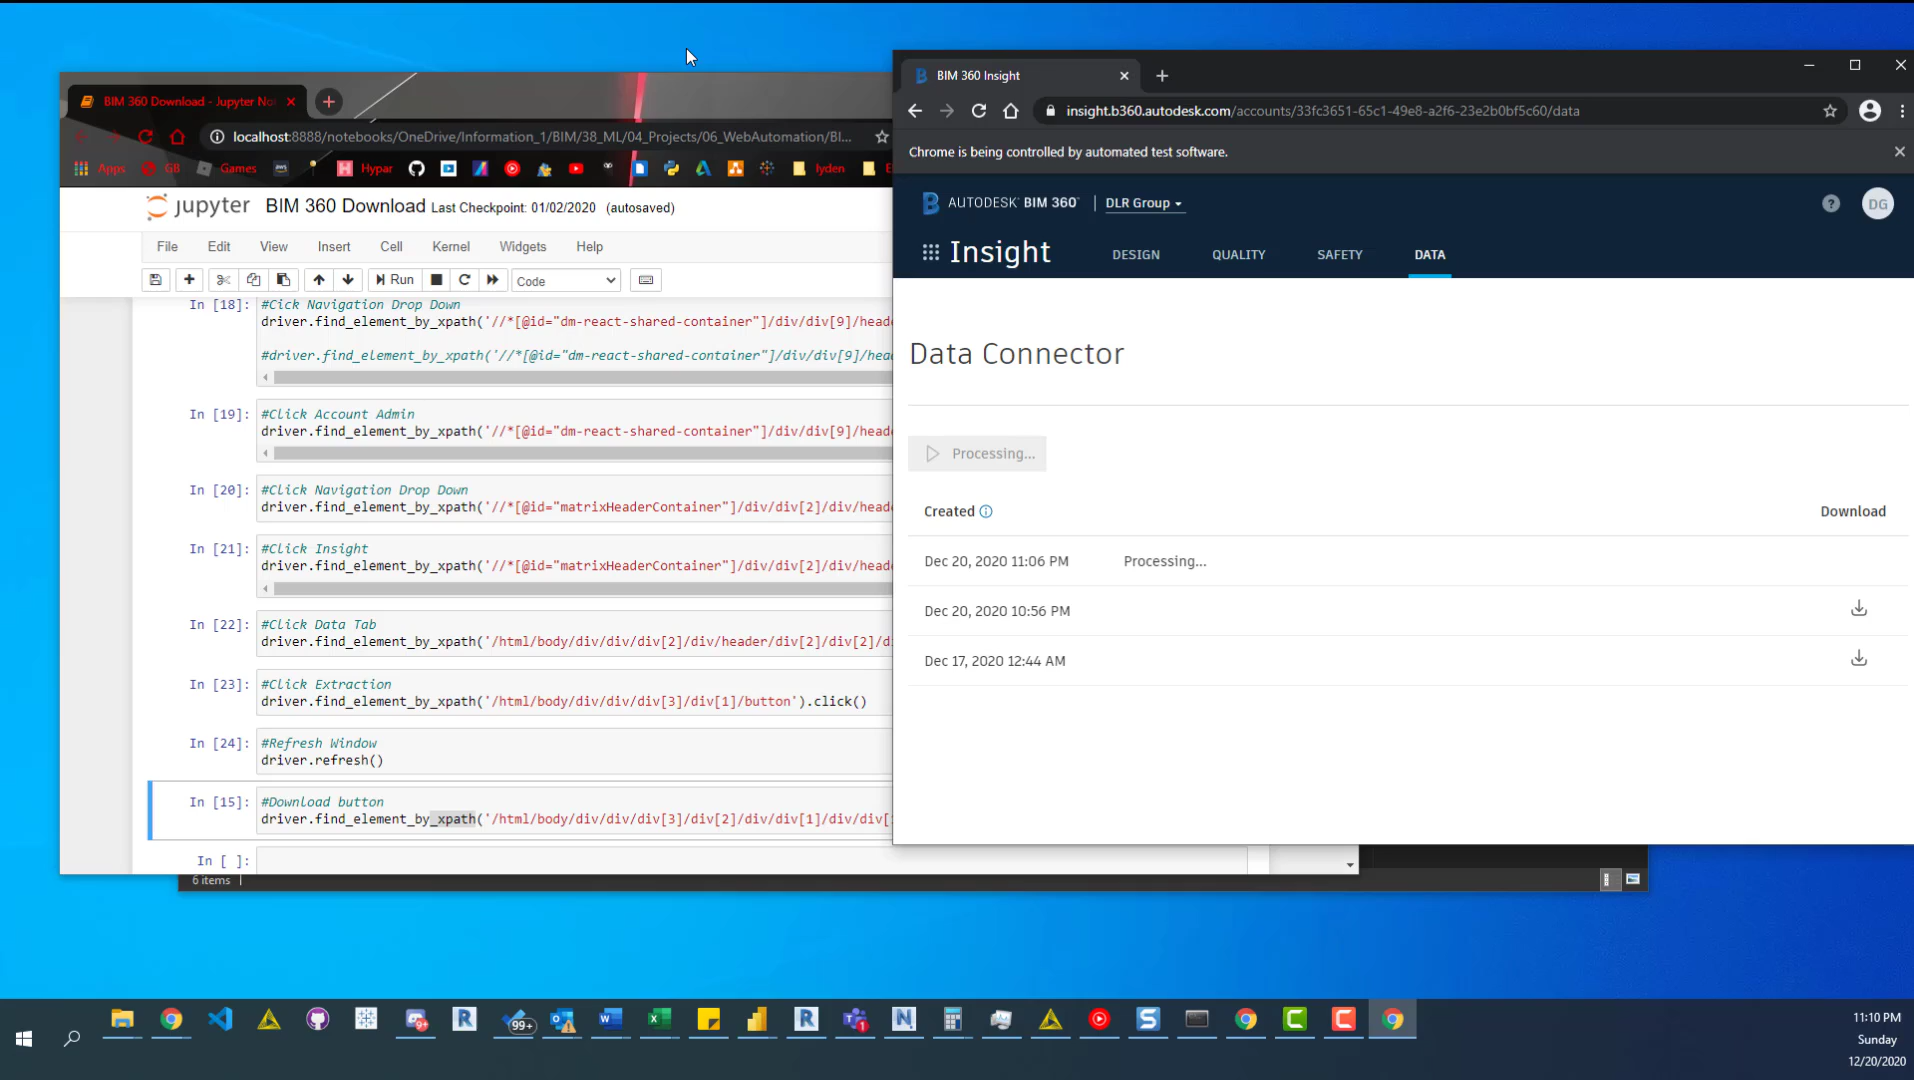 BIM 360 Download - Jupyter No
localhost:8888/notebooks/OneDrive/Information_1/BIM/38_ML/04_Projects/06_WebAutomation/BI...
Apps GB Games Hypar lyden
jupyter BIM 360 Download Last Checkpoint: 01/02/2020 (autosaved)
File Edit View Insert Cell Kernel Widgets Help
Run Code
In [18]: #Cick Navigation Drop Down
driver.find_element_by_xpath('//*[@id="dm-react-shared-container"]/div/div[9]/heade
#driver.find_element_by_xpath('//*[@id="dm-react-shared-container"]/div/div[9]/hea
In [19]: #Click Account Admin
driver.find_element_by_xpath('//*[@id="dm-react-shared-container"]/div/div[9]/heade
In [20]: #Click Navigation Drop Down
driver.find_element_by_xpath('//*[@id="matrixHeaderContainer"]/div/div[2]/div/heade
In [21]: #Click Insight
driver.find_element_by_xpath('//*[@id="matrixHeaderContainer"]/div/div[2]/div/heade
In [22]: #Click Data Tab
driver.find_element_by_xpath('/html/body/div/div/div[2]/div/header/div[2]/div[2]/di
In [23]: #Click Extraction
driver.find_element_by_xpath('/html/body/div/div/div[3]/div[1]/button').click()
In [24]: #Refresh Window
driver.refresh()
In [15]: #Download button
driver.find_element_by_xpath('/html/body/div/div/div[3]/div[2]/div/div[1]/div/div[
In [ ]:
6 items
BIM 360 Insight
insight.b360.autodesk.com/accounts/33fc3651-65c1-49e8-a2f6-23e2b0bf5c60/data
Chrome is being controlled by automated test software.
AUTODESK BIM 360 DLR Group
DG
Insight DESIGN QUALITY SAFETY DATA
Data Connector
Processing...
Created Download
Dec 20, 2020 11:06 PM Processing...
Dec 20, 2020 10:56 PM
Dec 17, 2020 12:44 AM
99+
11:10 PM
Sunday
12/20/2020